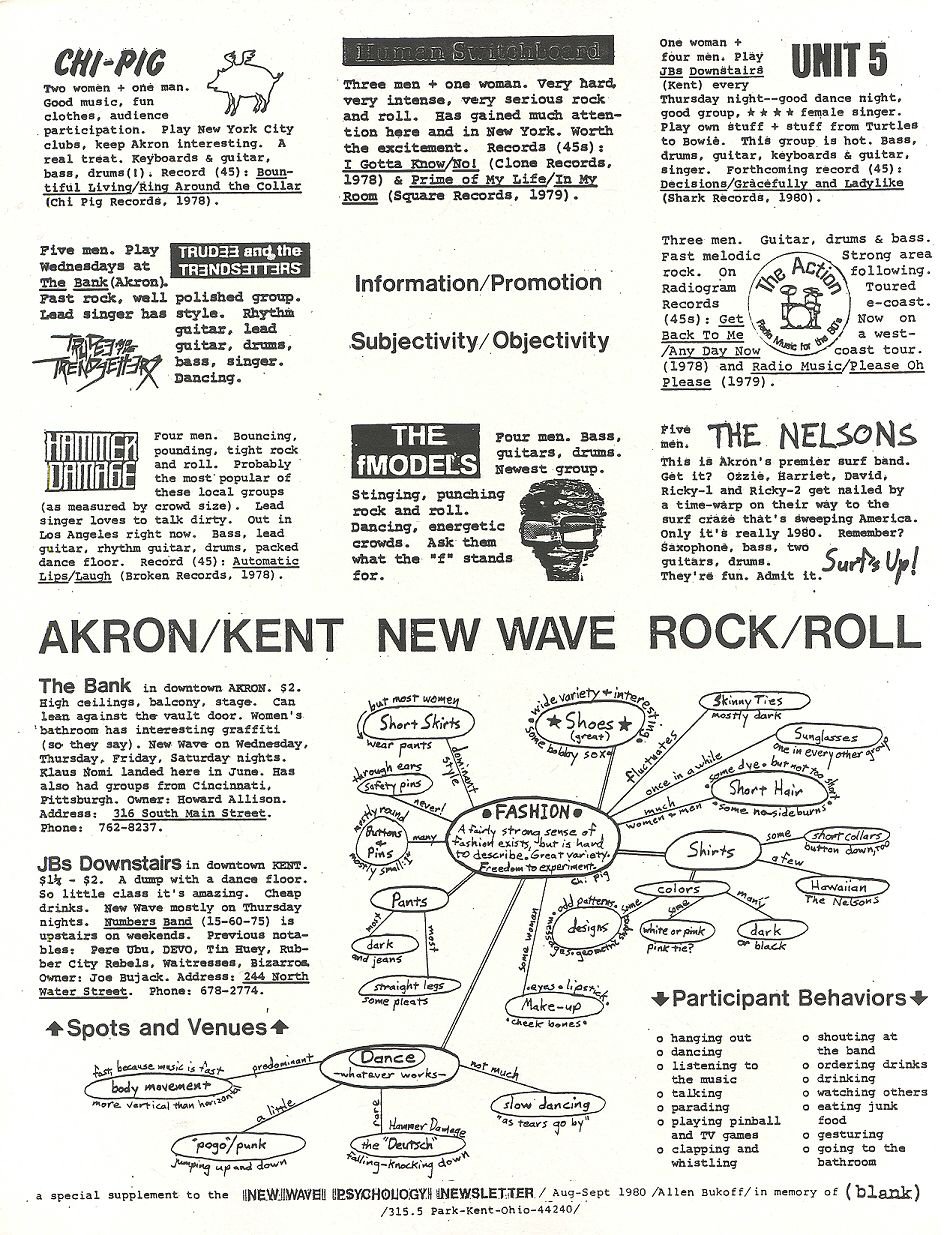 CHI-PIG
Two women + one man.
Good music, fun
clothes, audience
participation. Play New York City
clubs, keep Akron interesting. A
real treat. Keyboards & guitar,
bass, drums(!). Record (45): Boun-
tiful Living/Ring Around the Collar
(Chi Pig Records, 1978).
Human Switchboard
Three men + one woman. Very hard,
very intense, very serious rock
and roll. Has gained much atten-
tion here and in New York. Worth
the excitement. Records (45s):
I Gotta Know/No! (Clone Records,
1978) & Prime of My Life/In My
Room (Square Records, 1979).
UNIT 5
One woman +
four men. Play
JBs Downstairs
(Kent) every
Thursday night--good dance night,
good group, ★★★★ female singer.
Play own stuff + stuff from Turtles
to Bowie. This group is hot. Bass,
drums, guitar, keyboards & guitar,
singer. Forthcoming record (45):
Decisions/Gracefully and Ladylike
(Shark Records, 1980).
TRUDEE and the
TRENDSETTERS
Five men. Play
Wednesdays at
The Bank(Akron).
Fast rock, well polished group.
Lead singer has style. Rhythm
guitar, lead
guitar, drums,
bass, singer.
Dancing.
TRUDEE and the
TRENDSETTERS
Information/Promotion
Subjectivity/Objectivity
Three men. Guitar, drums & bass.
Fast melodic Strong area
rock. On following.
Radiogram Toured
Records e-coast.
(45s): Get Now on
Back To Me a west-
/Any Day Now coast tour.
(1978) and Radio Music/Please Oh
Please (1979).
The Action
Radio Music for the 80's
HAMMER
DAMAGE
Four men. Bouncing,
pounding, tight rock
and roll. Probably
the most popular of
these local groups
(as measured by crowd size). Lead
singer loves to talk dirty. Out in
Los Angeles right now. Bass, lead
guitar, rhythm guitar, drums, packed
dance floor. Record (45): Automatic
Lips/Laugh (Broken Records, 1978).
THE
fMODELS
Four men. Bass,
guitars, drums.
Newest group.
Stinging, punching
rock and roll.
Dancing, energetic
crowds. Ask them
what the "f" stands
for.
THE NELSONS
Five
men.
This is Akron's premier surf band.
Get it? Ozzie, Harriet, David,
Ricky-1 and Ricky-2 get nailed by
a time-warp on their way to the
surf craze that's sweeping America.
Only it's really 1980. Remember?
Saxophone, bass, two
guitars, drums.
They're fun. Admit it.
Surf's Up!
AKRON/KENT NEW WAVE ROCK/ROLL
The Bank in downtown AKRON. $2.
High ceilings, balcony, stage. Can
lean against the vault door. Women's
bathroom has interesting graffiti
(so they say). New Wave on Wednesday,
Thursday, Friday, Saturday nights.
Klaus Nomi landed here in June. Has
also had groups from Cincinnati,
Pittsburgh. Owner: Howard Allison.
Address: 316 South Main Street.
Phone: 762-8237.
JBs Downstairs in downtown KENT.
$1½ - $2. A dump with a dance floor.
So little class it's amazing. Cheap
drinks. New Wave mostly on Thursday
nights. Numbers Band (15-60-75) is
upstairs on weekends. Previous nota-
bles: Pere Ubu, DEVO, Tin Huey, Rub-
ber City Rebels, Waitresses, Bizarros
Owner: Joe Bujack. Address: 244 North
Water Street. Phone: 678-2774.
Spots and Venues
but most women
Short Skirts
wear pants
dominant
style
through ears
safety pins
never!
mostly round
Buttons
&
Pins
mostly small
many
wide variety + interesting
★ Shoes ★
(great)
some bobby sox
Skinny Ties
mostly dark
fluctuates
Sunglasses
one in every other group
once in a while
some dye. but not too short
Short Hair
some no-sideburns
much
women & men
•FASHION•
A fairly strong sense of
fashion exists, but is hard
to describe. Great variety.
Freedom to experiment.
Chi Pig
Shirts
some
short collars
button down, too
a few
Hawaiian
The Nelsons
colors
some
odd patterns
designs
messages. geometric shapes
some
white or pink
pink tie?
many
dark
or black
Pants
most
dark
and jeans
most
straight legs
some pleats
some women
eyes • lipstick
Make-up
cheek bones
Dance
-whatever works-
predominant
fast, because music is fast
body movement
more vertical than horizontal
a little
"pogo"/punk
jumping up and down
rare
Hammer Damage
the "Deutsch"
falling-knocking down
not much
slow dancing
"as tears go by"
Participant Behaviors
o hanging out
o dancing
o listening to
the music
o talking
o parading
o playing pinball
and TV games
o clapping and
whistling
o shouting at
the band
o ordering drinks
o drinking
o watching others
o eating junk
food
o gesturing
o going to the
bathroom
a special supplement to the NEW WAVE PSYCHOLOGY NEWSLETTER / Aug-Sept 1980 /Allen Bukoff/in memory of (blank)
/315.5 Park-Kent-Ohio-44240/